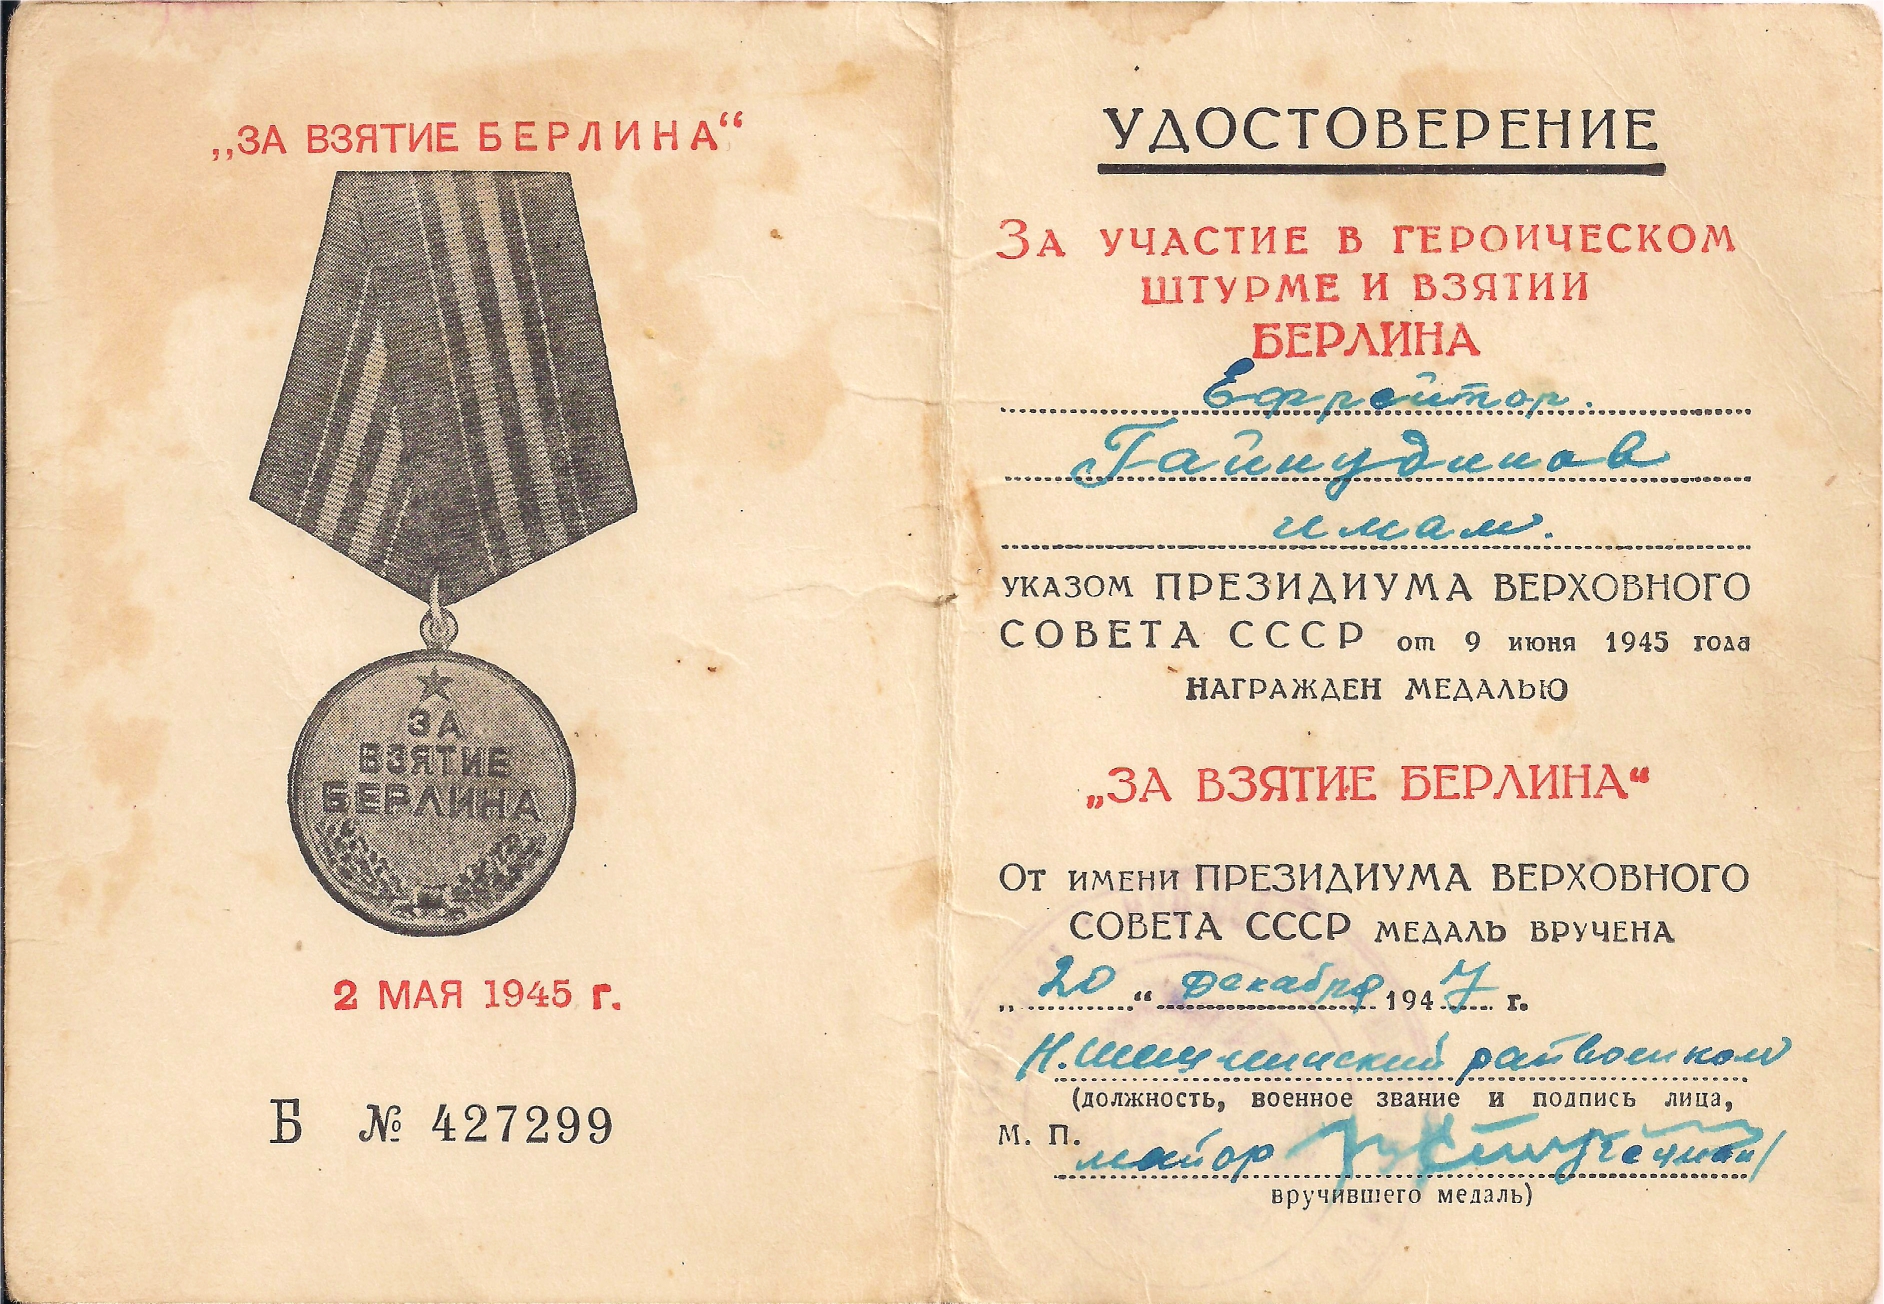 „ЗА ВЗЯТИЕ БЕРЛИНА“
ЗА
ВЗЯТИЕ
БЕРЛИНА
2 МАЯ 1945 г.
Б № 427299
УДОСТОВЕРЕНИЕ
ЗА УЧАСТИЕ В ГЕРОИЧЕСКОМ
ШТУРМЕ И ВЗЯТИИ
БЕРЛИНА
Ефрейтор.
Гайнудинов
имам.
УКАЗОМ ПРЕЗИДИУМА ВЕРХОВНОГО
СОВЕТА СССР от 9 июня 1945 года
НАГРАЖДЕН МЕДАЛЬЮ
„ЗА ВЗЯТИЕ БЕРЛИНА“
ОТ ИМЕНИ ПРЕЗИДИУМА ВЕРХОВНОГО
СОВЕТА СССР МЕДАЛЬ ВРУЧЕНА
„20“ декабря 1947 г.
райвоенком
(должность, военное звание и подпись лица,
М. П.
майор
вручившего медаль)